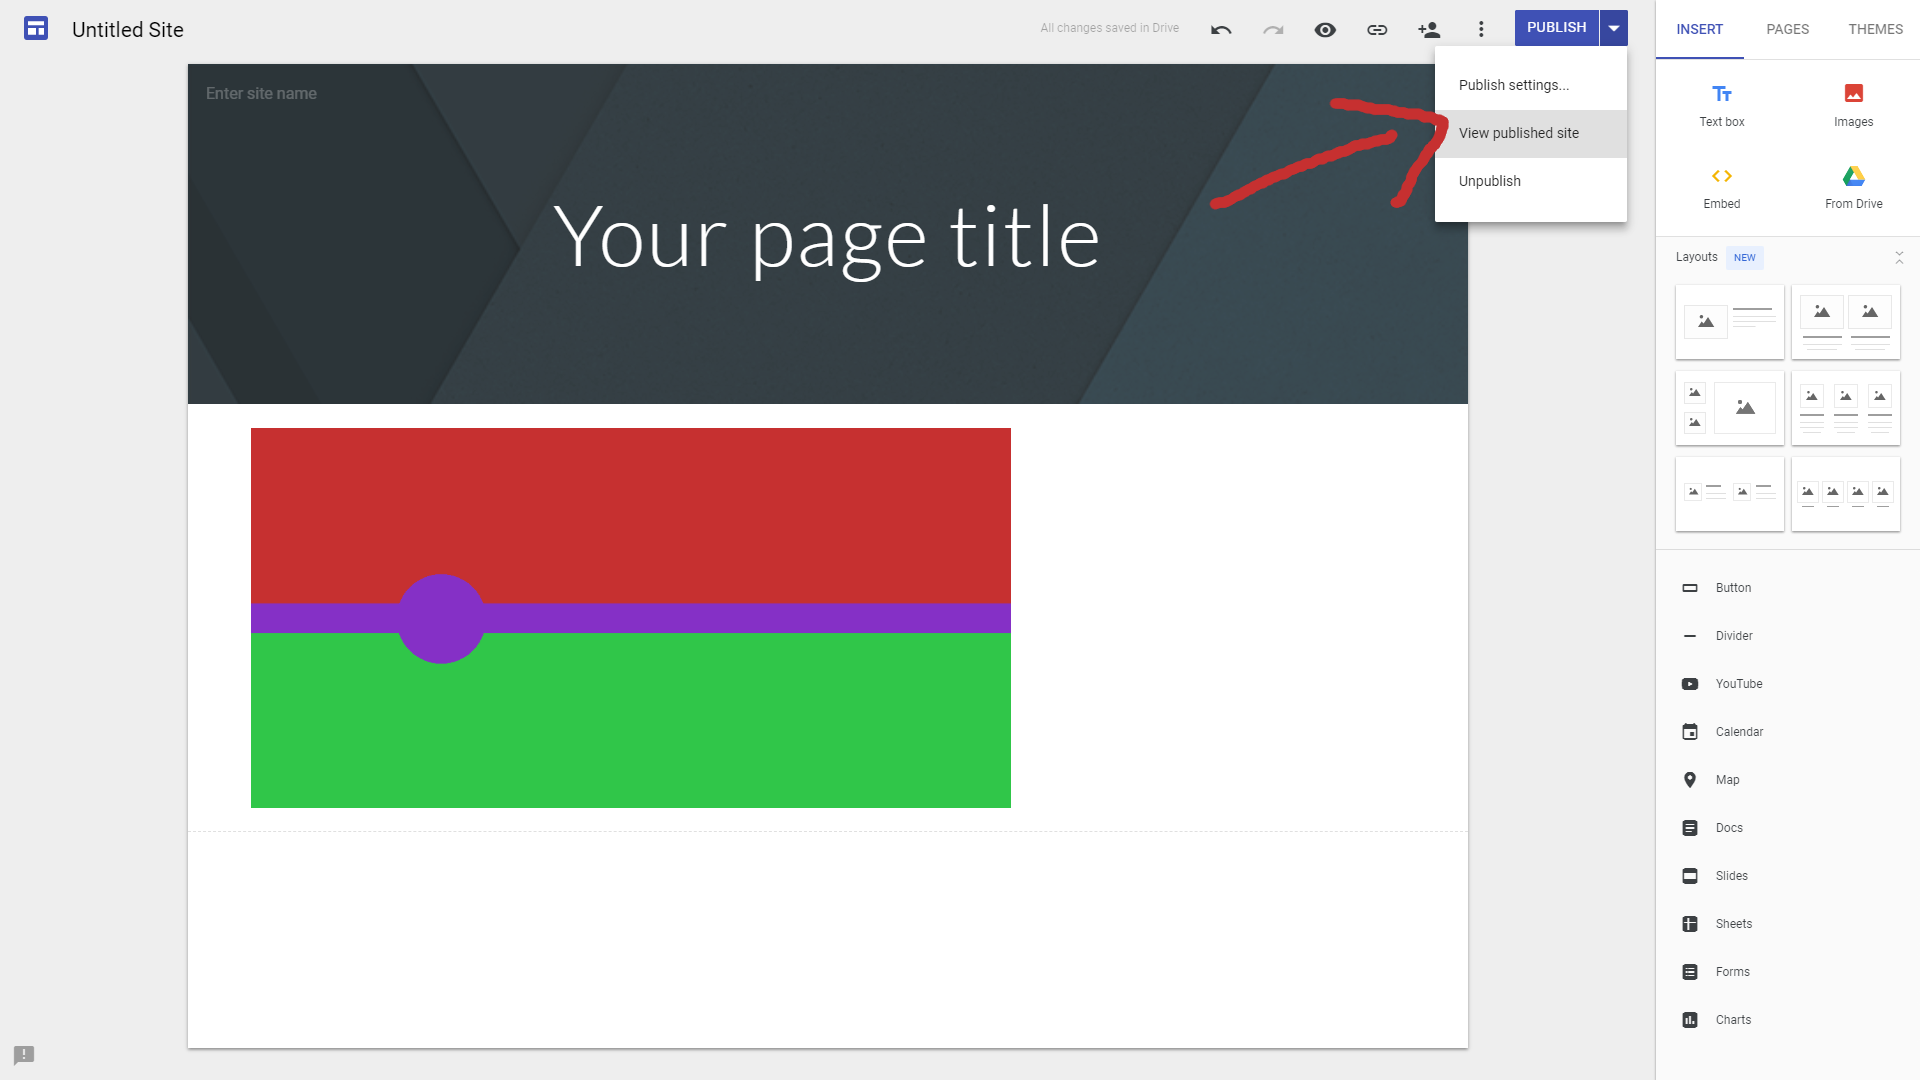 Untitled Site
All changes saved in Drive
PUBLISH
INSERT
PAGES
THEMES
Publish settings...
View published site
Unpublish
Enter site name
Your page title
Text box
Images
Embed
From Drive
Layouts NEW
Button
Divider
YouTube
Calendar
Map
Docs
Slides
Sheets
Forms
Charts